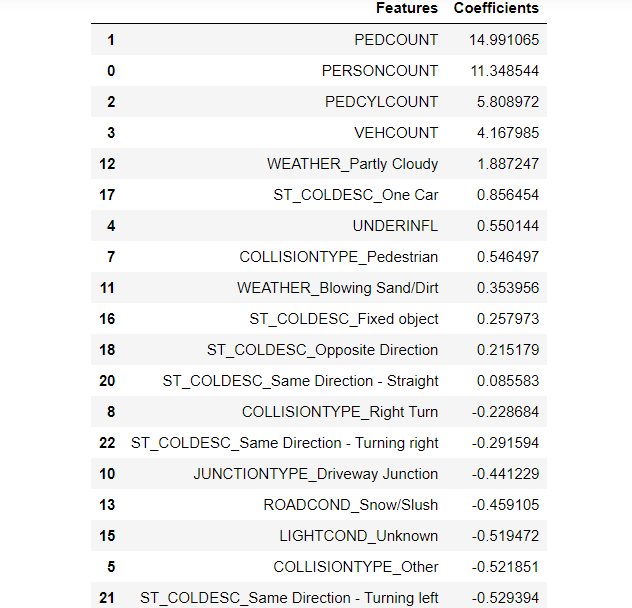 Features Coefficients
1 PEDCOUNT 14.991065
0 PERSONCOUNT 11.348544
2 PEDCYLCOUNT 5.808972
3 VEHCOUNT 4.167985
12 WEATHER_Partly Cloudy 1.887247
17 ST_COLDESC_One Car 0.856454
4 UNDERINFL 0.550144
7 COLLISIONTYPE_Pedestrian 0.546497
11 WEATHER_Blowing Sand/Dirt 0.353956
16 ST_COLDESC_Fixed object 0.257973
18 ST_COLDESC_Opposite Direction 0.215179
20 ST_COLDESC_Same Direction - Straight 0.085583
8 COLLISIONTYPE_Right Turn -0.228684
22 ST_COLDESC_Same Direction - Turning right -0.291594
10 JUNCTIONTYPE_Driveway Junction -0.441229
13 ROADCOND_Snow/Slush -0.459105
15 LIGHTCOND_Unknown -0.519472
5 COLLISIONTYPE_Other -0.521851
21 ST_COLDESC_Same Direction - Turning left -0.529394